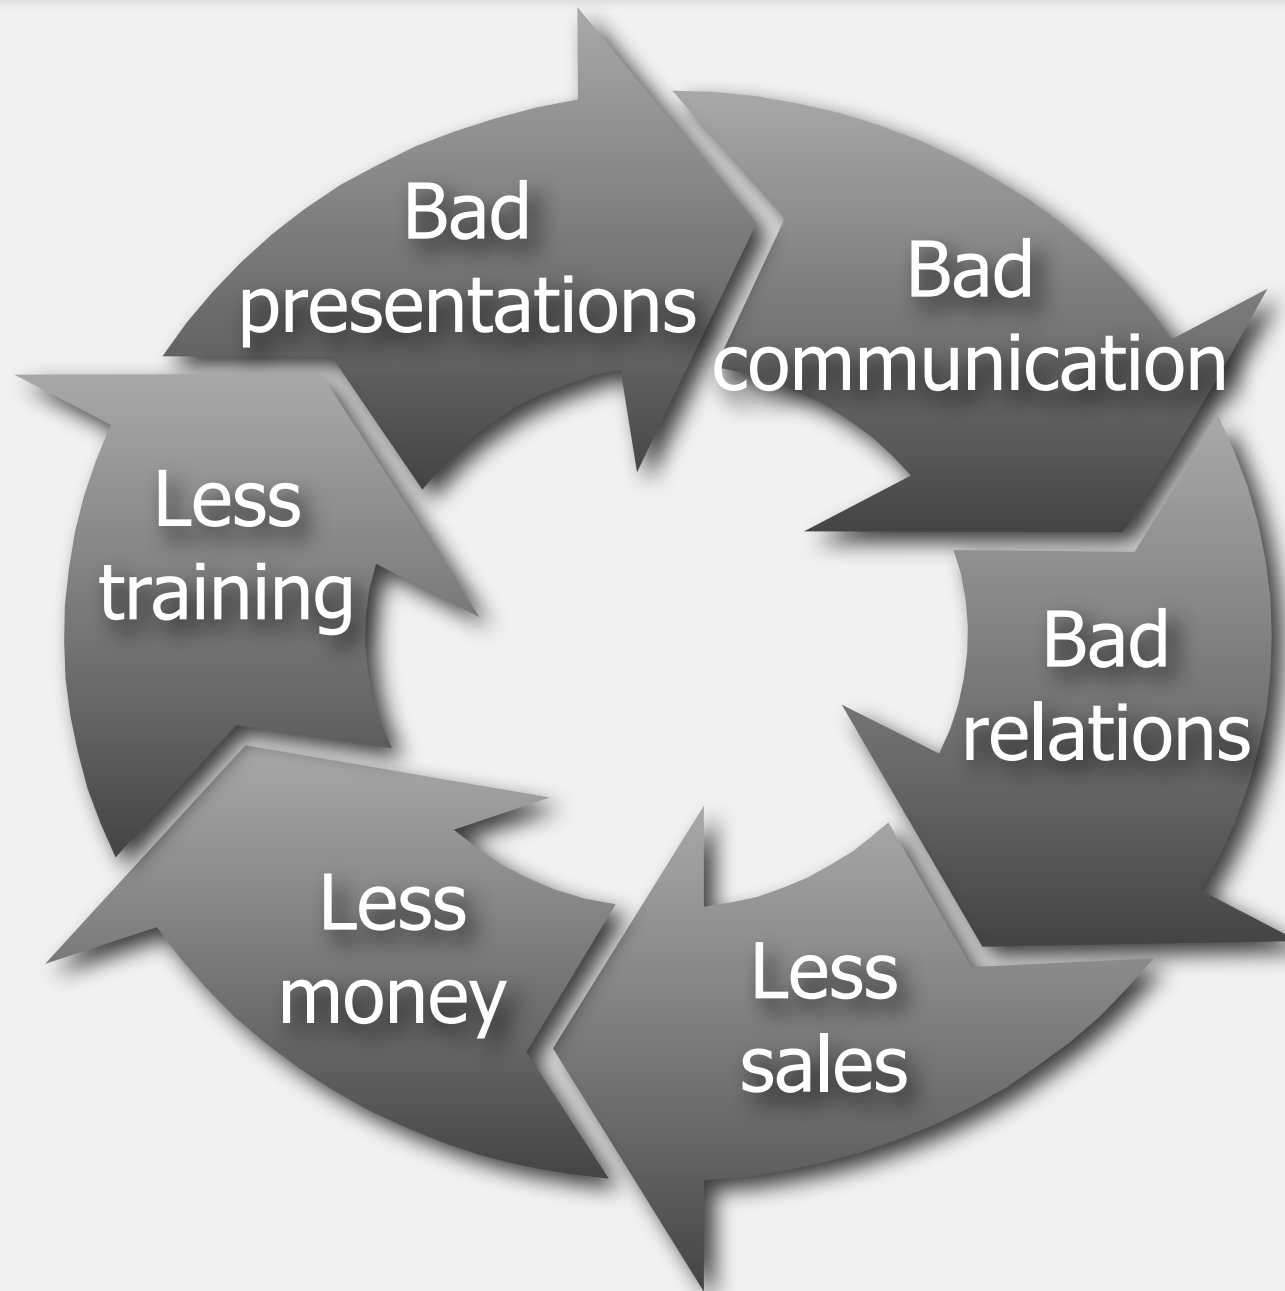 Bad
presentations
Bad
communication
Bad
relations
Less
sales
Less
money
Less
training